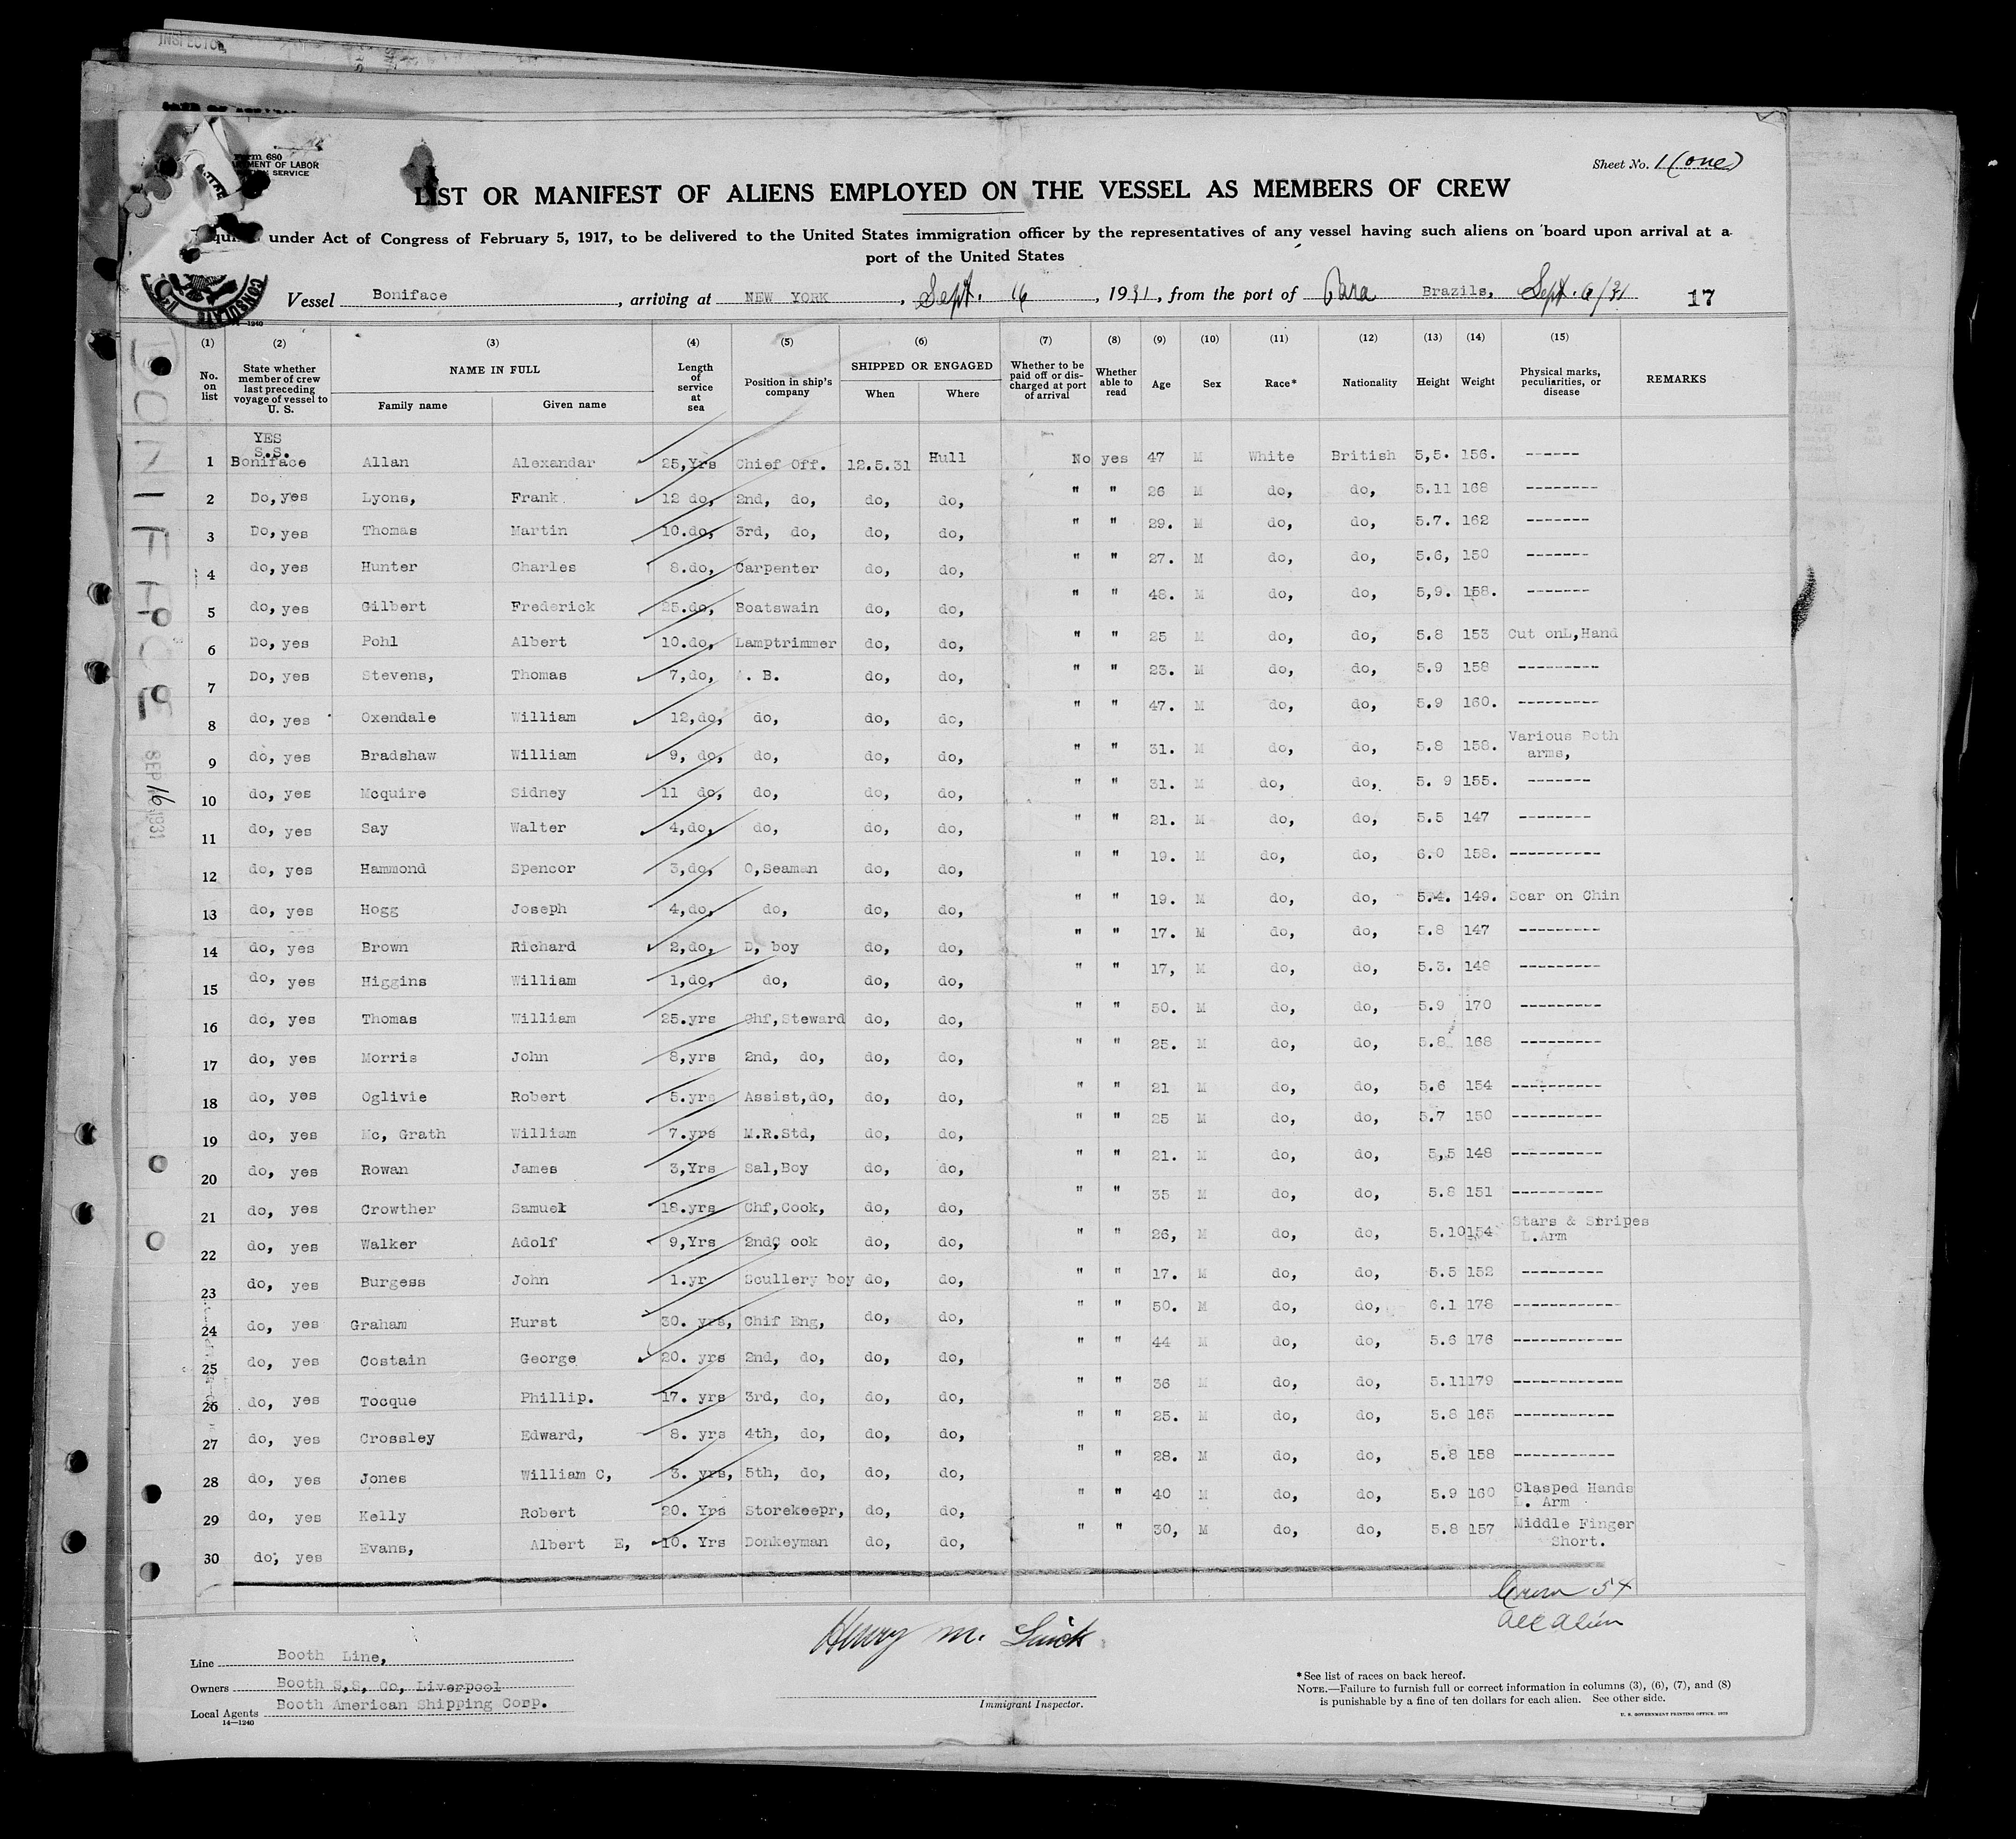 INSPECTOR
Form 680
MENT OF LABOR
SERVICE
Sheet No. 1 (one)
LIST OR MANIFEST OF ALIENS EMPLOYED ON THE VESSEL AS MEMBERS OF CREW
under Act of Congress of February 5, 1917, to be delivered to the United States immigration officer by the representatives of any vessel having such aliens on board upon arrival at a
port of the United States
CONSULATE
Vessel Boniface, arriving at NEW YORK, Sept. 16, 1931, from the port of Para Brazils, Sept. 6/31 17
(1) (2) (3) (4) (5) (6) (7) (8) (9) (10) (11) (12) (13) (14) (15)
No. on list State whether member of crew last preceding voyage of vessel to U. S. NAME IN FULL Family name Given name Length of service at sea Position in ship's company SHIPPED OR ENGAGED When Where Whether to be paid off or discharged at port of arrival Whether able to read Age Sex Race* Nationality Height Weight Physical marks, peculiarities, or disease REMARKS
YES
S.S.
1 Boniface Allan Alexandar 25,Yrs Chief Off. 12.5.31 Hull No yes 47 M White British 5,5. 156. ------
2 Do,yes Lyons, Frank 12 do, 2nd, do, do, do, " " 26 M do, do, 5.11 168 --------
3 Do,yes Thomas Martin 10.do, 3rd, do, do, do, " " 29. M do, do, 5.7. 162 -------
4 do,yes Hunter Charles 8.do, Carpenter do, do, " " 27. M do, do, 5.6, 150 -------
5 do,yes Gilbert Frederick 25.do, Boatswain do, do, " " 48. M do, do, 5,9. 158. -------
6 Do,yes Pohl Albert 10.do, Lamptrimmer do, do, " " 25 M do, do, 5.8 153 Cut onL,Hand
7 Do,yes Stevens, Thomas 7,do, A. B. do, do, " " 23. M do, do, 5.9 158 ---------
8 do,yes Oxendale William 12,do, do, do, do, " " 47. M do, do, 5.9 160. ---------
9 do, yes Bradshaw William 9, do, do, do, do, " " 31. M do, do, 5.8 158. Various Both arms,
10 do, yes Mcquire Sidney 11 do, do, do, do, " " 31. M do, do, 5. 9 155. -------
11 do, yes Say Walter 4,do, do, do, do, " " 21. M do, do, 5.5 147 --------
12 do, yes Hammond Spencor 3,do, O,Seaman do, do, " " 19. M do, do, 6.0 158. ----------
13 do, yes Hogg Joseph 4,do, do, do, do, " " 19. M do, do, 5.4. 149. Scar on Chin
14 do, yes Brown Richard 2,do, D, boy do, do, " " 17. M do, do, 5.8 147 ---------
15 do, yes Higgins William 1,do, do, do, do, " " 17, M do, do, 5.3. 148 ---------
16 do, yes Thomas William 25.yrs Chf,Steward do, do, " " 50. M do, do, 5.9 170 ---------
17 do, yes Morris John 8,yrs 2nd, do, do, do, " " 25. M do, do, 5.8 168 ---------
18 do, yes Oglivie Robert 5.yrs Assist,do, do, do, " " 21 M do, do, 5.6 154 ----------
19 do, yes Mc, Grath William 7.yrs M.R.Std, do, do, " " 25 M do, do, 5.7 150 ----------
20 do, yes Rowan James 3,Yrs Sal,Boy do, do, " " 21. M do, do, 5,5 148 ----------
21 do, yes Crowther Samuel 18.yrs Chf,Cook, do, do, " " 35 M do, do, 5.8 151 ----------
22 do, yes Walker Adolf 9,Yrs 2nd, Cook do, do, " " 26, M do, do, 5.10 154 Stars & Stripes L.Arm
23 do, yes Burgess John 1.yr Scullery boy do, do, " " 17. M do, do, 5.5 152 ---------
24 do, yes Graham Hurst 30. yrs, Chif Eng, do, do, " " 50. M do, do, 6.1 178 ------------
25 do, yes Costain George 20. yrs 2nd, do, do, do, " " 44 M do, do, 5.6 176 ------------
26 do, yes Tocque Phillip. 17. yrs 3rd, do, do, do, " " 36 M do, do, 5.11 179 ------------
27 do, yes Crossley Edward, 8. yrs 4th, do, do, do, " " 25. M do, do, 5.8 165 -----------
28 do, yes Jones William C, 3. yrs, 5th, do, do, do, " " 28. M do, do, 5.8 158 -----------
29 do, yes Kelly Robert 20. Yrs Storekeepr, do, do, " " 40 M do, do, 5.9 160 Clasped Hands L. Arm
30 do, yes Evans, Albert E, 10. Yrs Donkeyman do, do, " " 30, M do, do, 5.8 157 Middle Finger Short.
BONIFACE
SEP 16 1931
Crew 54
all alien
Henry M.
Immigrant Inspector.
Line Booth Line,
Owners Booth S,S, Co, Liverpool
Local Agents Booth American Shipping Corp.
14—1240
*See list of races on back hereof.
NOTE.—Failure to furnish full or correct information in columns (3), (6), (7), and (8)
is punishable by a fine of ten dollars for each alien. See other side.
U. S. GOVERNMENT PRINTING OFFICE